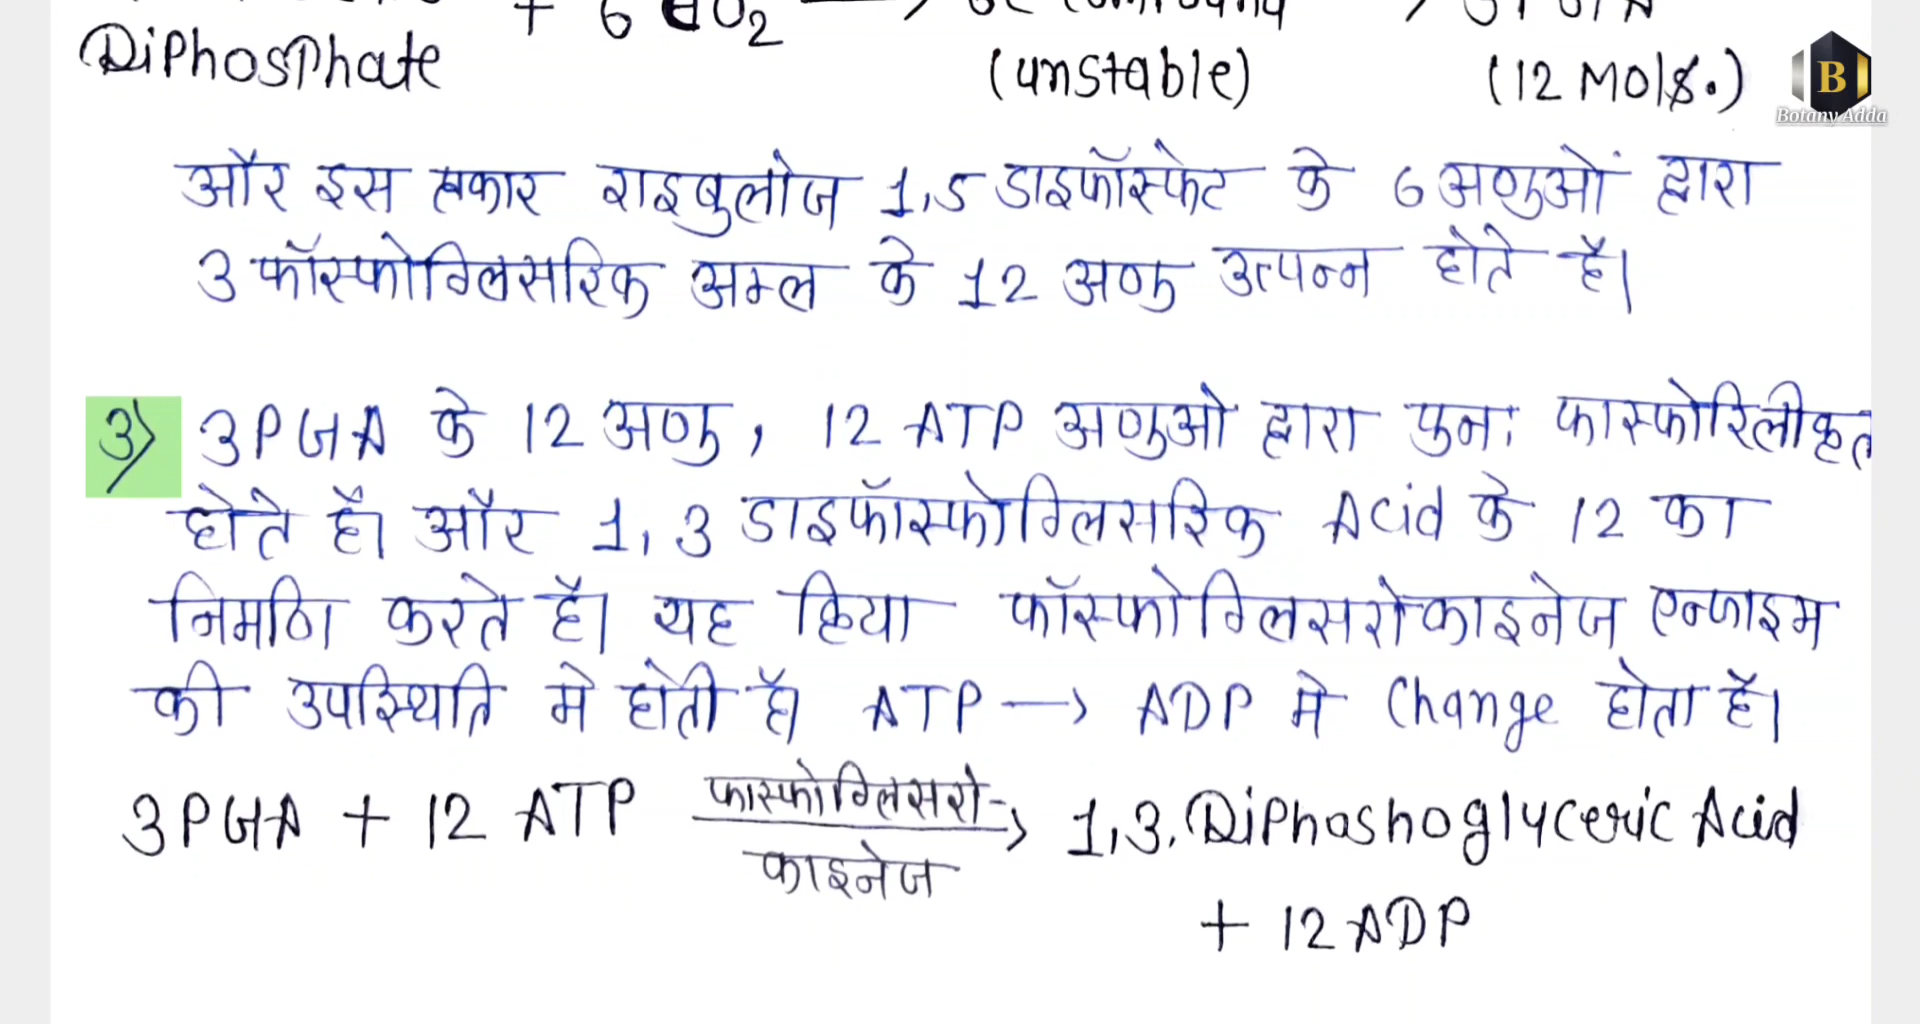 + 6 CO2
DiPhosPhate (unstable) (12 Mols.)
B
Botany Adda
और इस प्रकार राइबुलोज 1,5 डाइफॉस्फेट के 6 अणुओं द्वारा
3 फॉस्फोग्लिसरिक अम्ल के 12 अणु उत्पन्न होते है।
3) 3PGA के 12 अणु, 12 ATP अणुओ द्वारा पुनः फास्फोरिलीकृत
होते है। और 1,3 डाइफॉस्फोग्लिसरिक Acid के 12 का
निर्माण करते है। यह क्रिया फॉस्फोग्लिसरोकाइनेज एन्जाइम
की उपस्थिति मे होती है। ATP → ADP मे Change होता है।
3PGA + 12 ATP फास्फोग्लिसरो- → 1,3. DiPhoshoglyceric Acid
काइनेज
+ 12 ADP